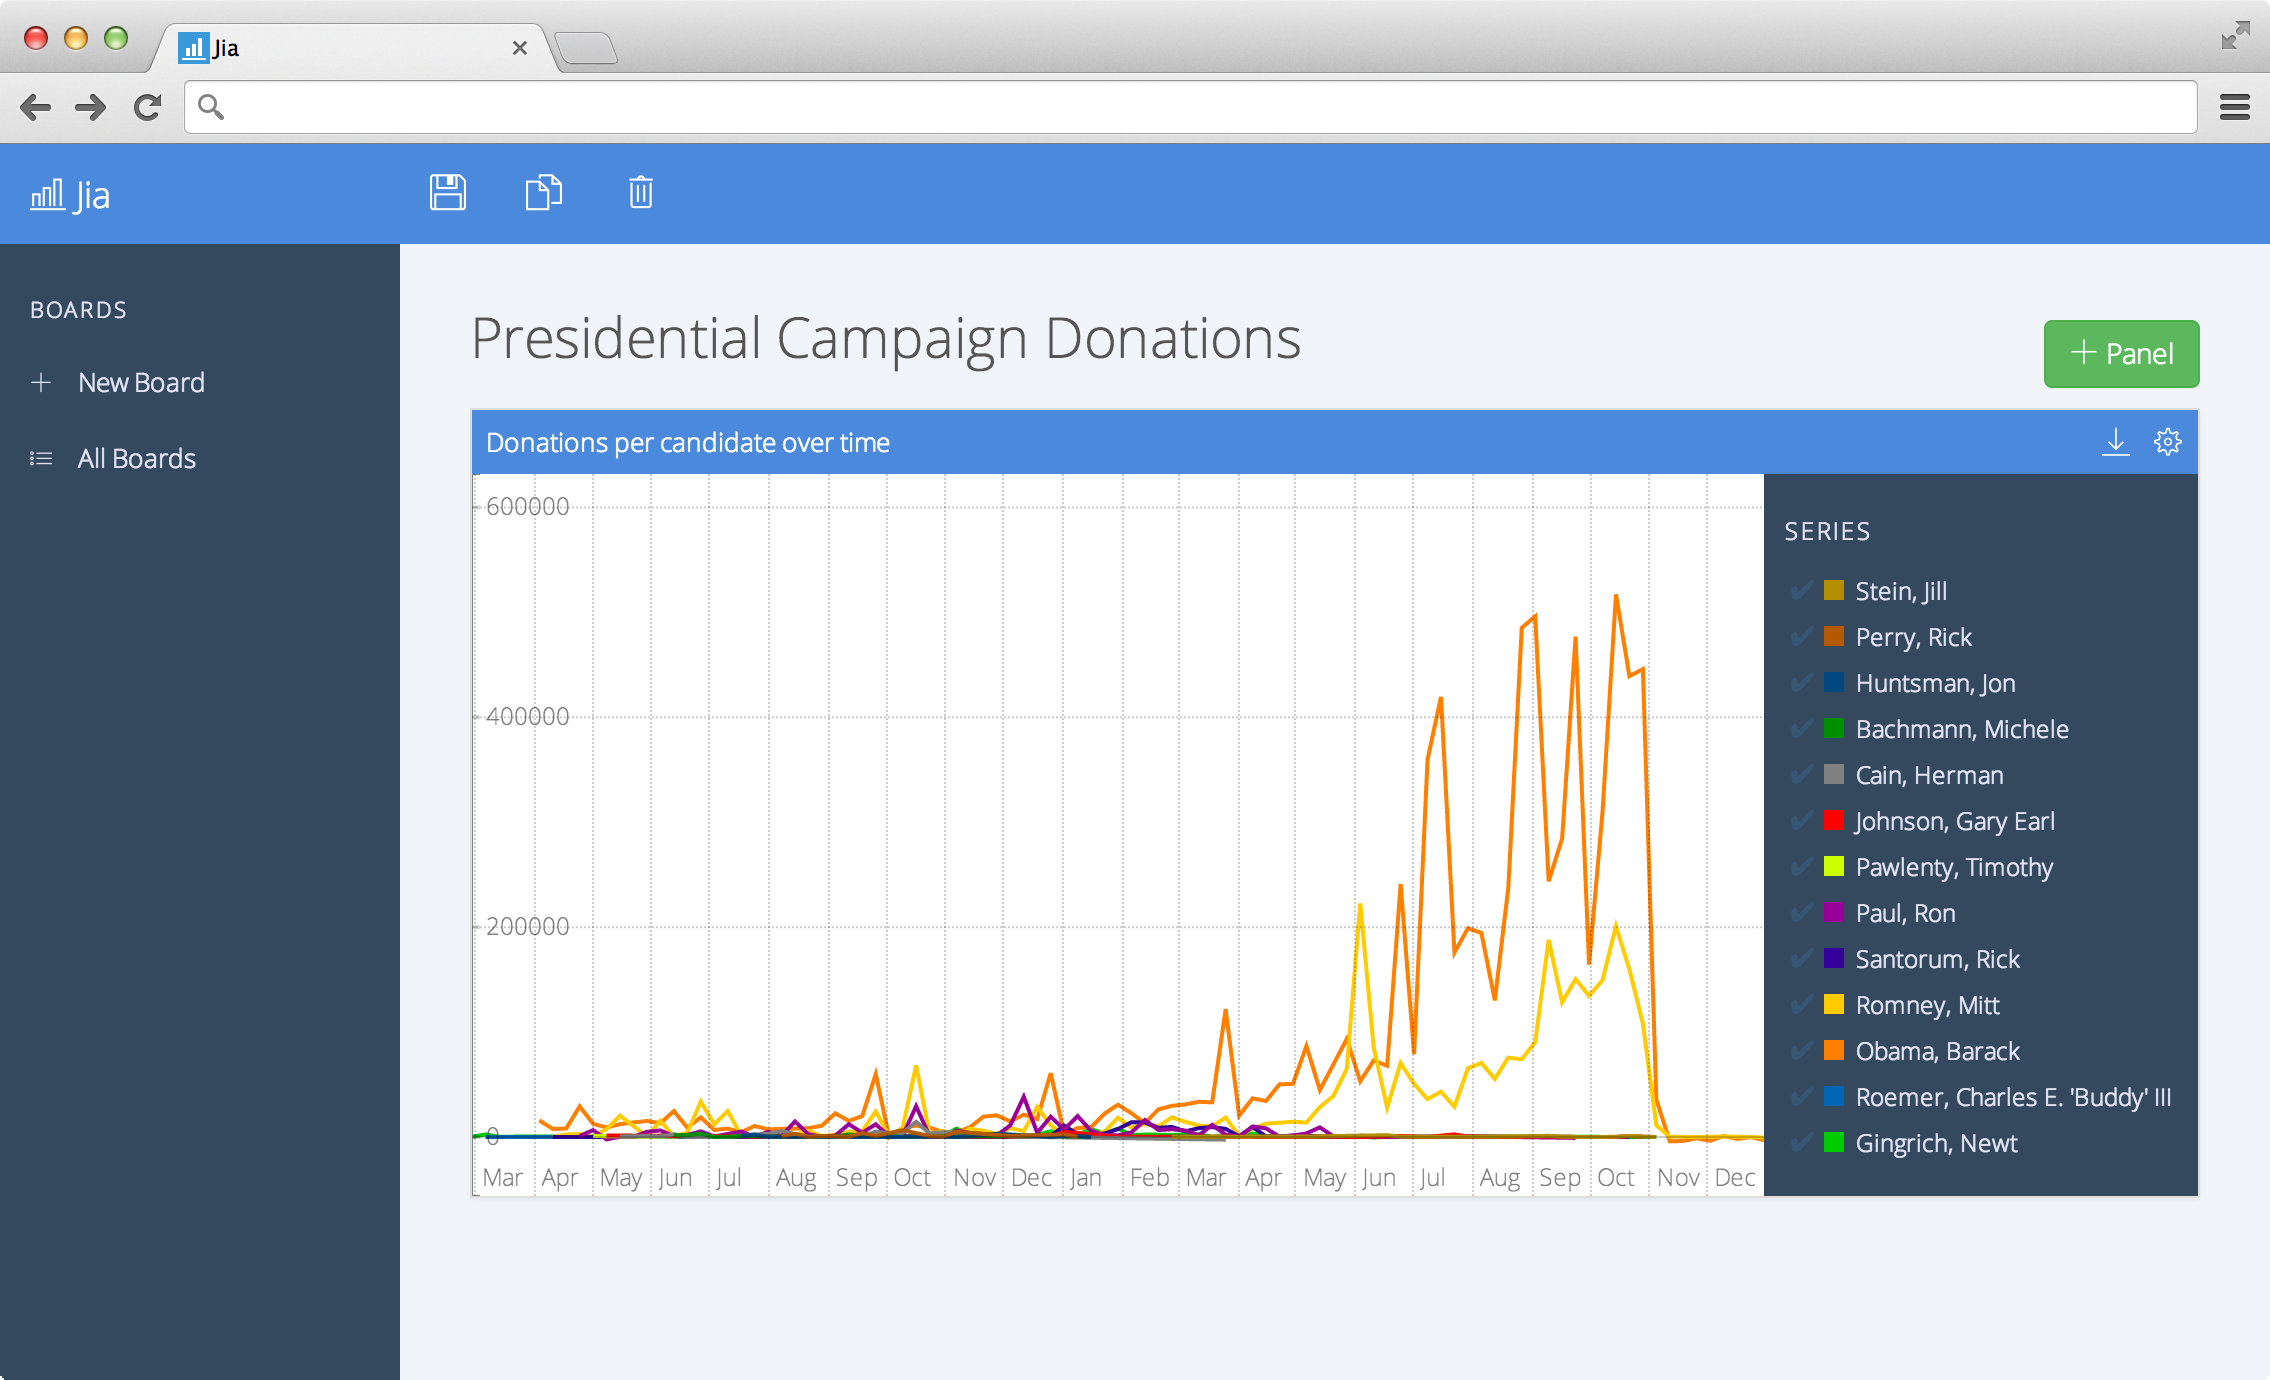 Jia
Jia
BOARDS
New Board
All Boards
Presidential Campaign Donations
Panel
Donations per candidate over time
600000
400000
200000
0
Mar Apr May Jun Jul Aug Sep Oct Nov Dec Jan Feb Mar Apr May Jun Jul Aug Sep Oct Nov Dec
SERIES
Stein, Jill
Perry, Rick
Huntsman, Jon
Bachmann, Michele
Cain, Herman
Johnson, Gary Earl
Pawlenty, Timothy
Paul, Ron
Santorum, Rick
Romney, Mitt
Obama, Barack
Roemer, Charles E. 'Buddy' III
Gingrich, Newt